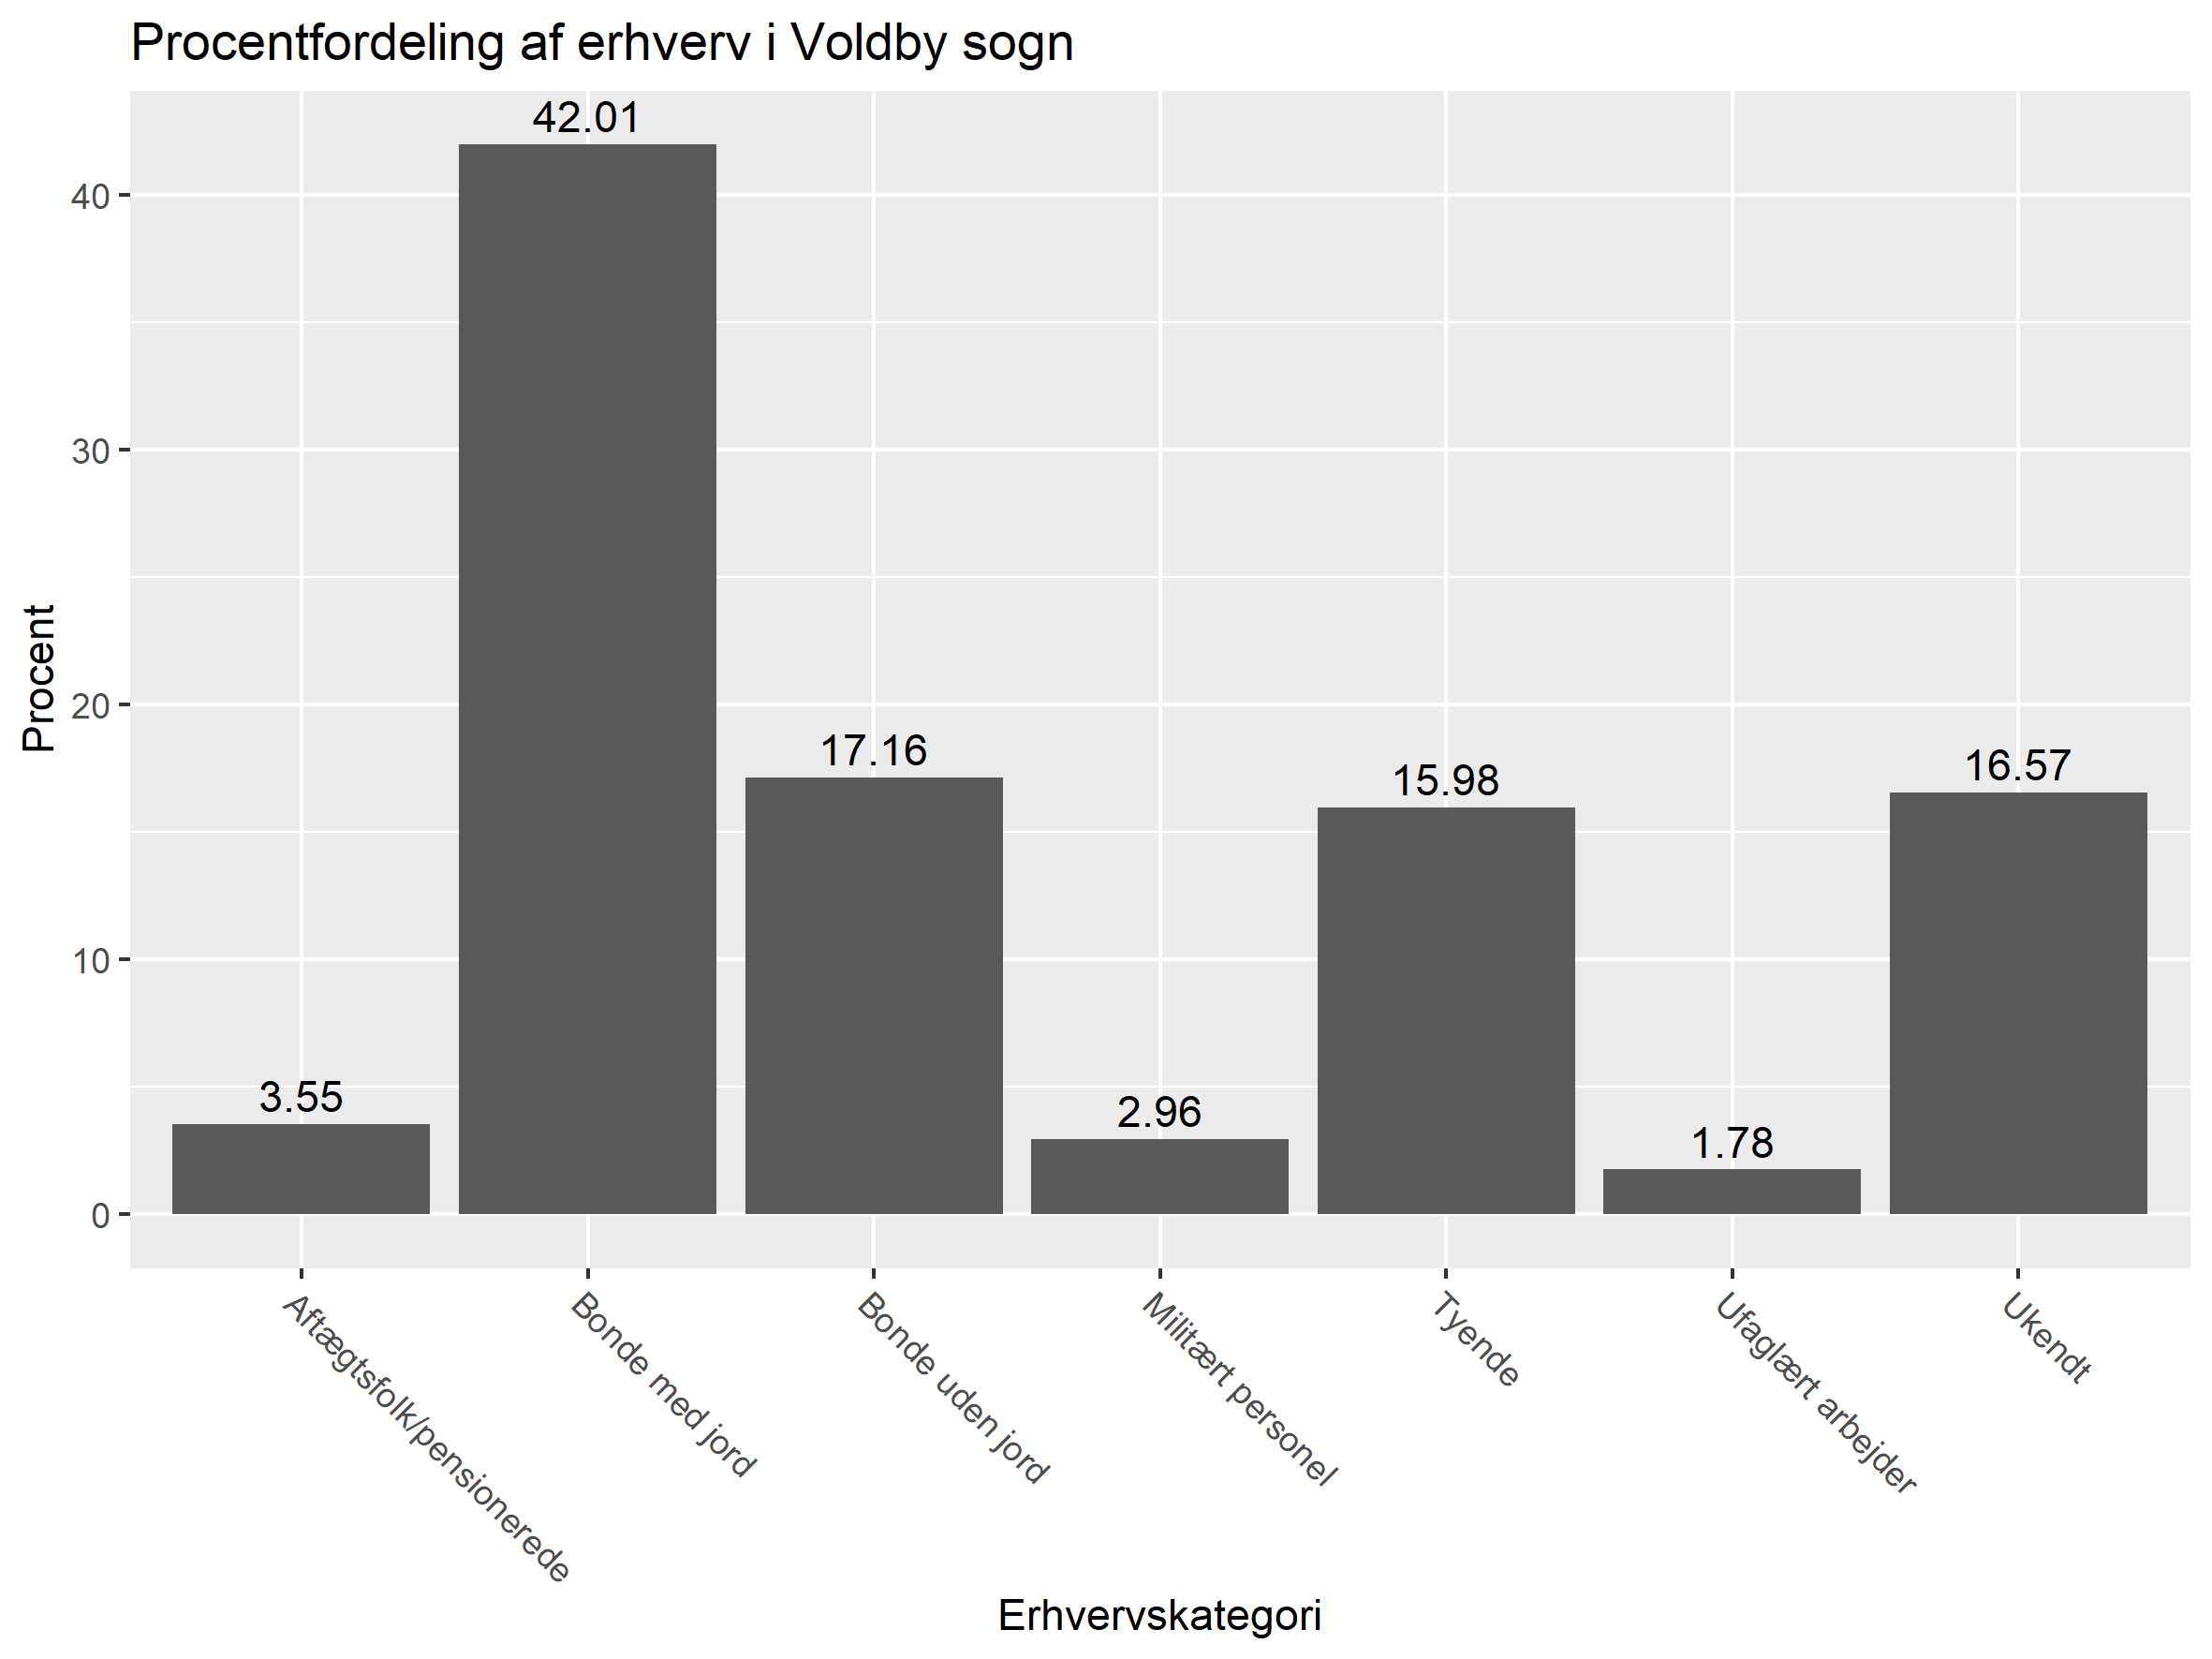 Procentfordeling af erhverv i Voldby sogn
Procent
40
30
20
10
0
3.55
42.01
17.16
2.96
15.98
1.78
16.57
Aftægtsfolk/pensionerede
Bonde med jord
Bonde uden jord
Militært personel
Tyende
Ufaglært arbejder
Ukendt
Erhvervskategori